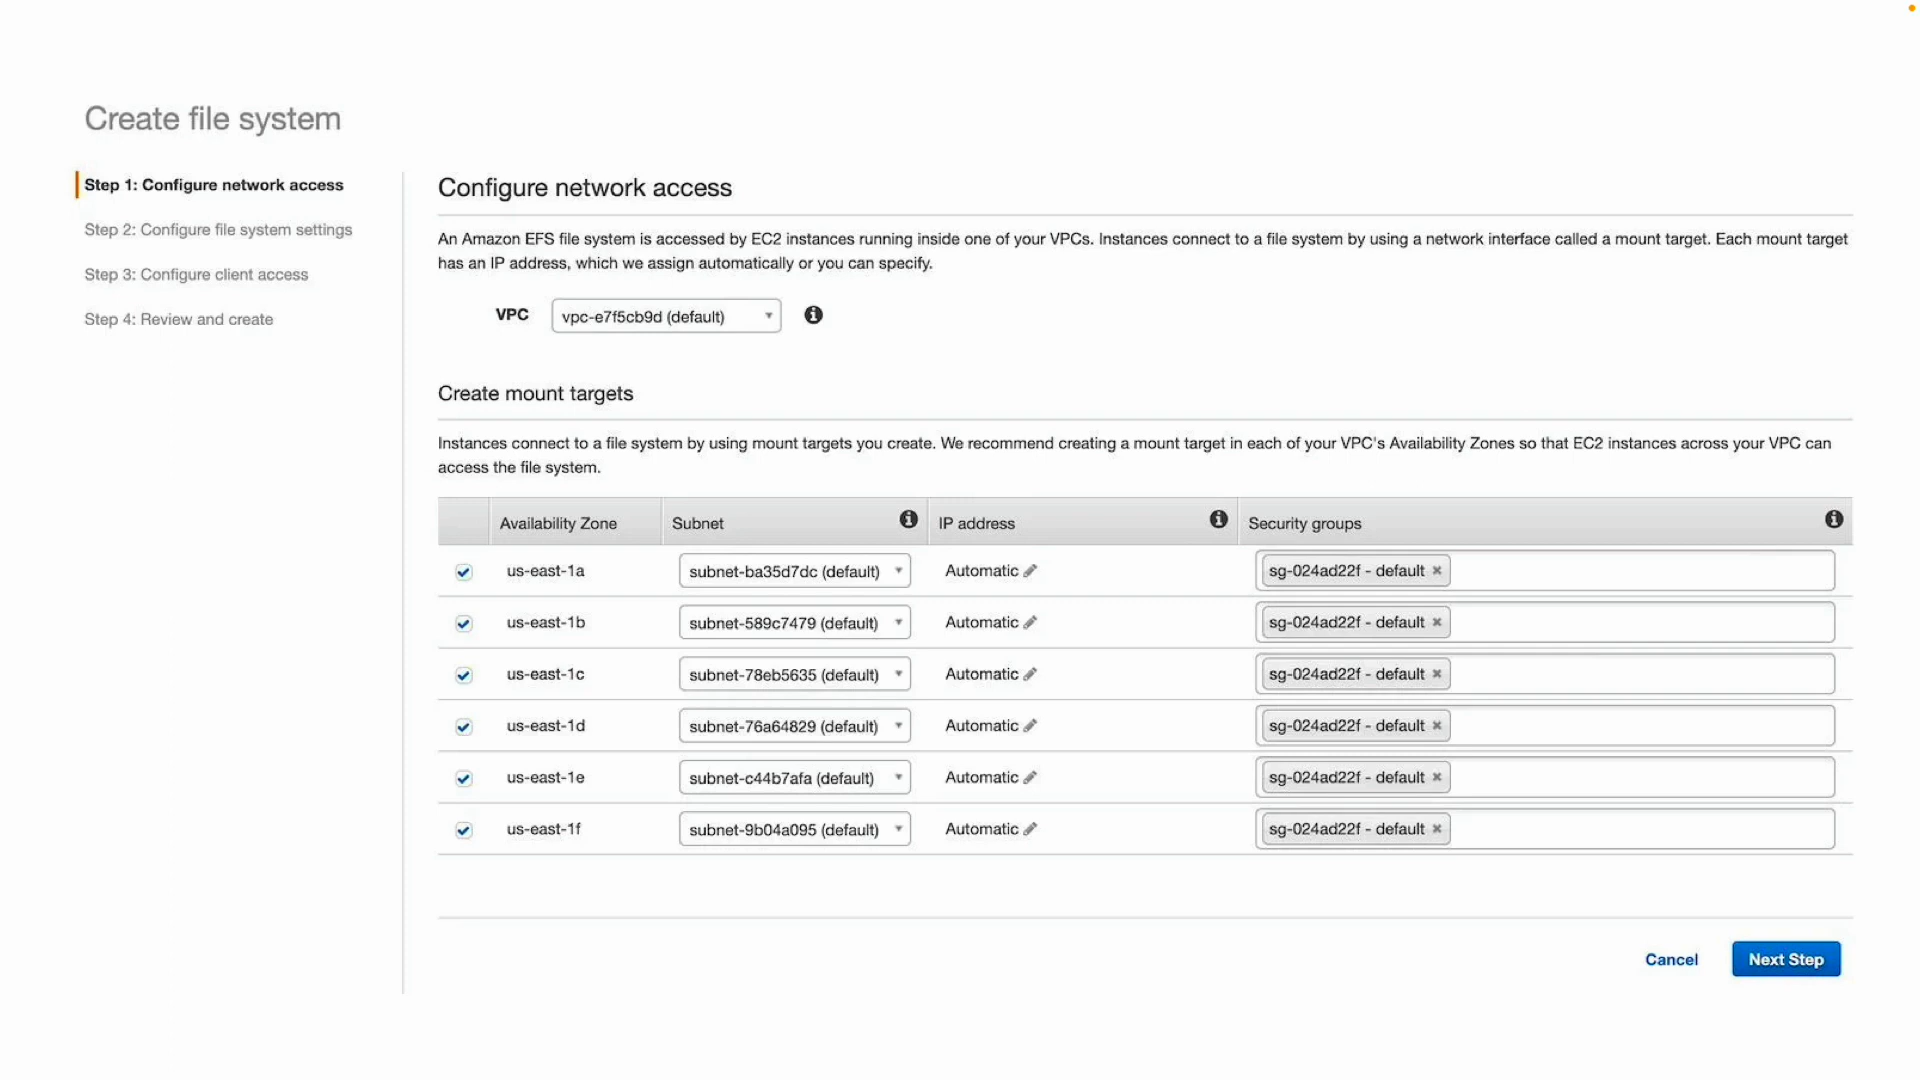 Create file system
Step 1: Configure network access
Step 2: Configure file system settings
Step 3: Configure client access
Step 4: Review and create
Configure network access
An Amazon EFS file system is accessed by EC2 instances running inside one of your VPCs. Instances connect to a file system by using a network interface called a mount target. Each mount target
has an IP address, which we assign automatically or you can specify.
VPC vpc-e7f5cb9d (default)
Create mount targets
Instances connect to a file system by using mount targets you create. We recommend creating a mount target in each of your VPC's Availability Zones so that EC2 instances across your VPC can
access the file system.
Availability Zone Subnet IP address Security groups
us-east-1a subnet-ba35d7dc (default) Automatic sg-024ad22f - default
us-east-1b subnet-589c7479 (default) Automatic sg-024ad22f - default
us-east-1c subnet-78eb5635 (default) Automatic sg-024ad22f - default
us-east-1d subnet-76a64829 (default) Automatic sg-024ad22f - default
us-east-1e subnet-c44b7afa (default) Automatic sg-024ad22f - default
us-east-1f subnet-9b04a095 (default) Automatic sg-024ad22f - default
Cancel Next Step